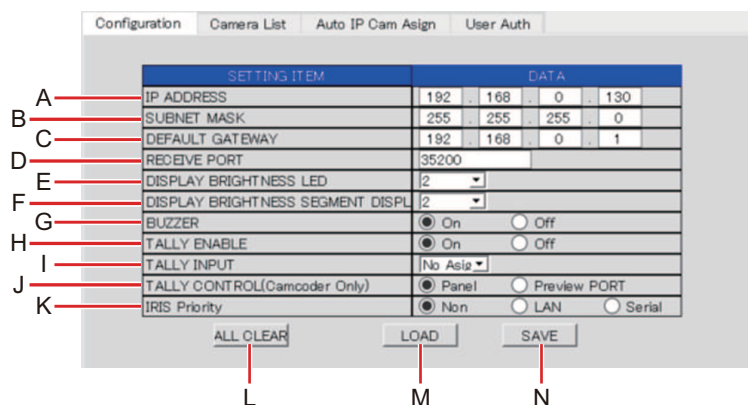 Configuration Camera List Auto IP Cam Asign User Auth
SETTING ITEM DATA
A IP ADDRESS 192 . 168 . 0 . 130
B SUBNET MASK 255 . 255 . 255 . 0
C DEFAULT GATEWAY 192 . 168 . 0 . 1
D RECEIVE PORT 35200
E DISPLAY BRIGHTNESS LED 2
F DISPLAY BRIGHTNESS SEGMENT DISPL 2
G BUZZER On Off
H TALLY ENABLE On Off
I TALLY INPUT No Asig
J TALLY CONTROL(Camcoder Only) Panel Preview PORT
K IRIS Priority Non LAN Serial
ALL CLEAR LOAD SAVE
L M N